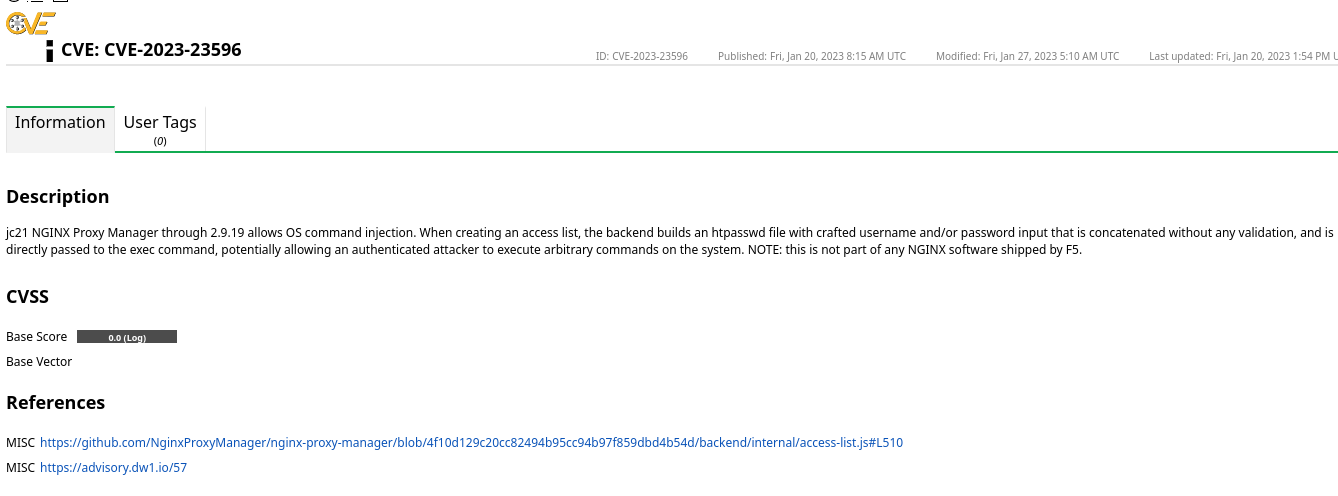 CVE
CVE: CVE-2023-23596
ID: CVE-2023-23596 Published: Fri, Jan 20, 2023 8:15 AM UTC Modified: Fri, Jan 27, 2023 5:10 AM UTC Last updated: Fri, Jan 20, 2023 1:54 PM
Information
User Tags
(0)
Description
jc21 NGINX Proxy Manager through 2.9.19 allows OS command injection. When creating an access list, the backend builds an htpasswd file with crafted username and/or password input that is concatenated without any validation, and is
directly passed to the exec command, potentially allowing an authenticated attacker to execute arbitrary commands on the system. NOTE: this is not part of any NGINX software shipped by F5.
CVSS
Base Score 0.0 (Log)
Base Vector
References
MISC https://github.com/NginxProxyManager/nginx-proxy-manager/blob/4f10d129c20cc82494b95cc94b97f859dbd4b54d/backend/internal/access-list.js#L510
MISC https://advisory.dw1.io/57